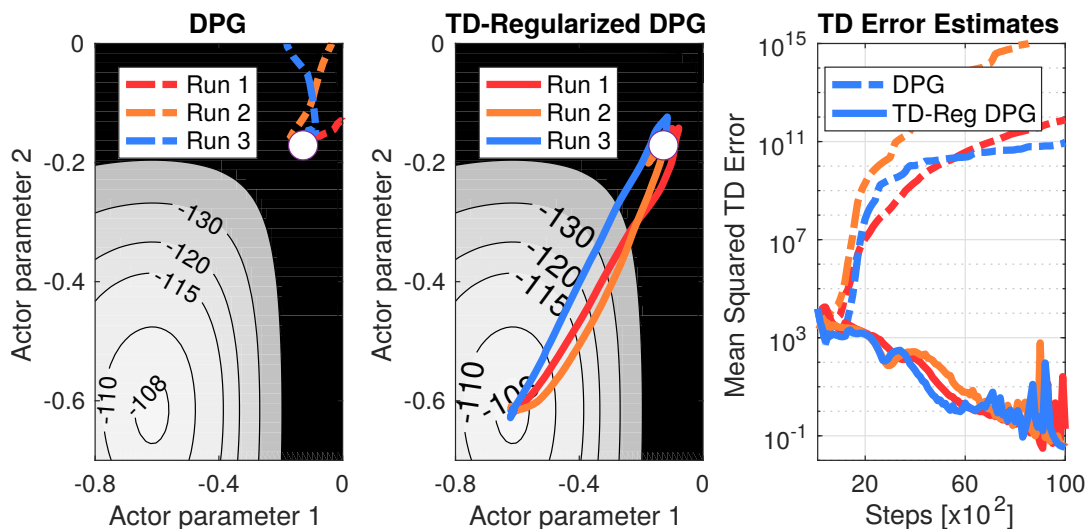 DPG
Run 1
Run 2
Run 3
-130
-120
-115
-110
-108
0
-0.2
-0.4
-0.6
-0.8
-0.4
0
Actor parameter 2
Actor parameter 1
TD-Regularized DPG
Run 1
Run 2
Run 3
-130
-120
-115
-110
-108
0
-0.2
-0.4
-0.6
-0.8
-0.4
0
Actor parameter 2
Actor parameter 1
TD Error Estimates
DPG
TD-Reg DPG
10^15
10^11
10^7
10^3
10^-1
20
60
100
Mean Squared TD Error
Steps [x10^2]